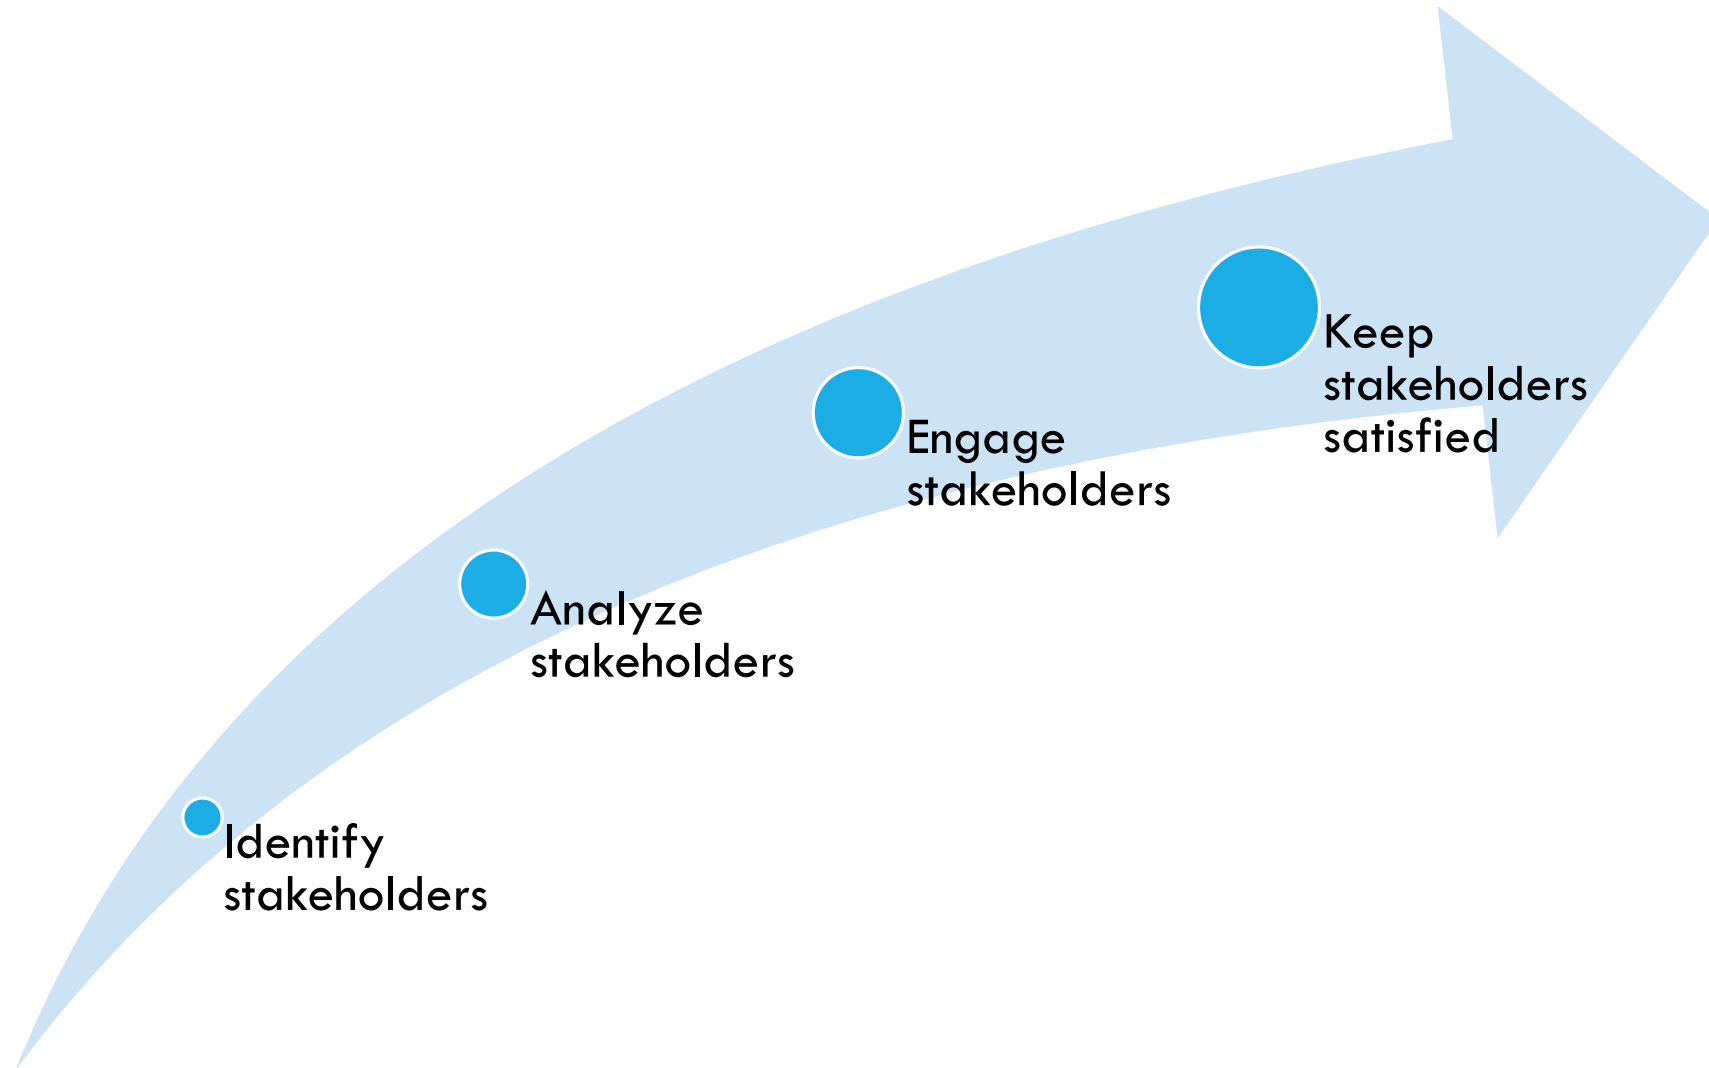 Identify
stakeholders
Analyze
stakeholders
Engage
stakeholders
Keep
stakeholders
satisfied